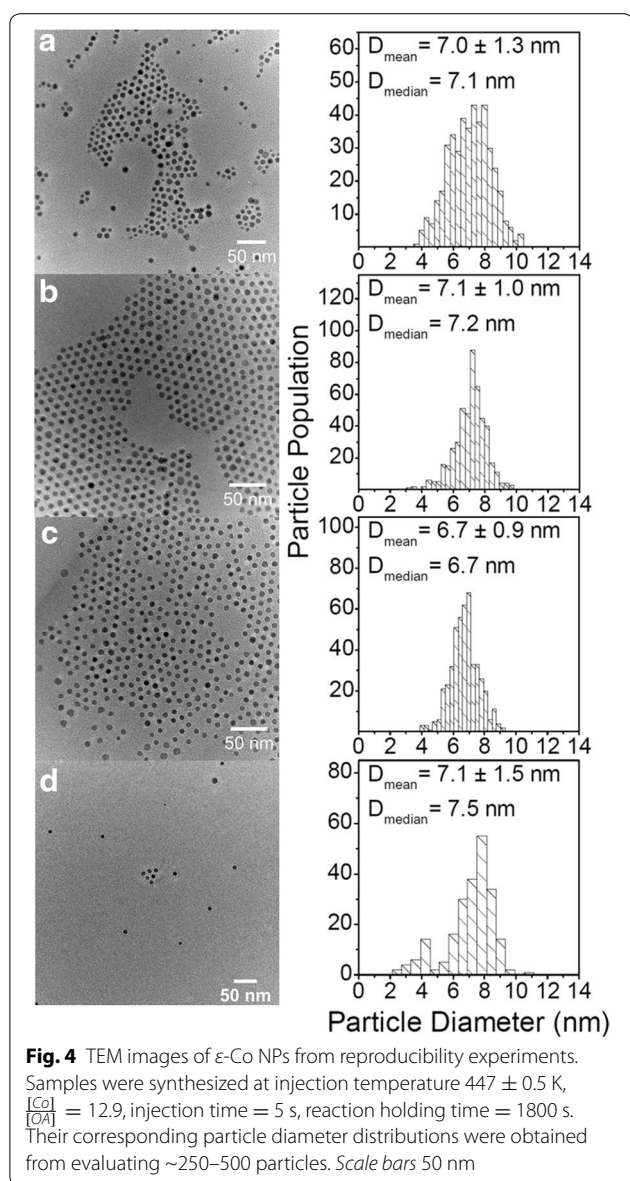 a
50 nm
60
50
40
30
20
10
D_mean = 7.0 ± 1.3 nm
D_median = 7.1 nm
0 2 4 6 8 10 12 14
b
50 nm
120
100
80
60
40
20
D_mean = 7.1 ± 1.0 nm
D_median = 7.2 nm
0 2 4 6 8 10 12 14
Particle Population
c
50 nm
100
80
60
40
20
D_mean = 6.7 ± 0.9 nm
D_median = 6.7 nm
0 2 4 6 8 10 12 14
d
50 nm
80
60
40
20
0
D_mean = 7.1 ± 1.5 nm
D_median = 7.5 nm
0 2 4 6 8 10 12 14
Particle Diameter (nm)
Fig. 4 TEM images of ε-Co NPs from reproducibility experiments.
Samples were synthesized at injection temperature 447 ± 0.5 K,
[Co]/[OA] = 12.9, injection time = 5 s, reaction holding time = 1800 s.
Their corresponding particle diameter distributions were obtained
from evaluating ~250–500 particles. Scale bars 50 nm